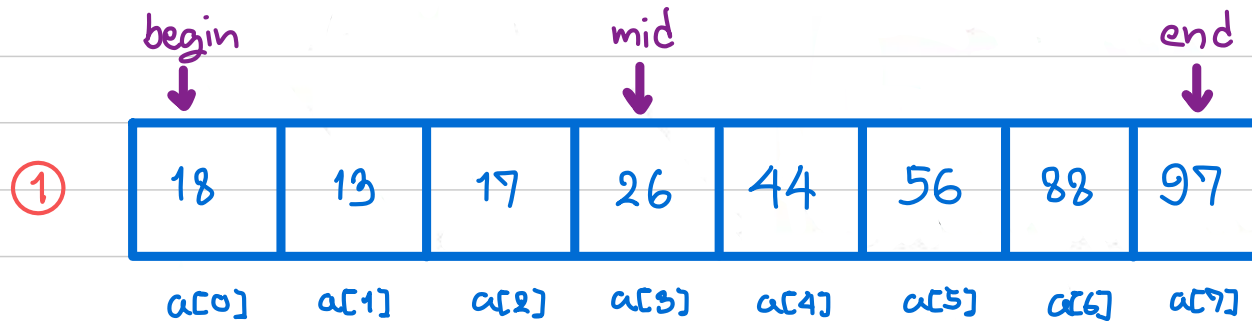 begin mid end
1 18 13 17 26 44 56 88 97
a[0] a[1] a[2] a[3] a[4] a[5] a[6] a[7]